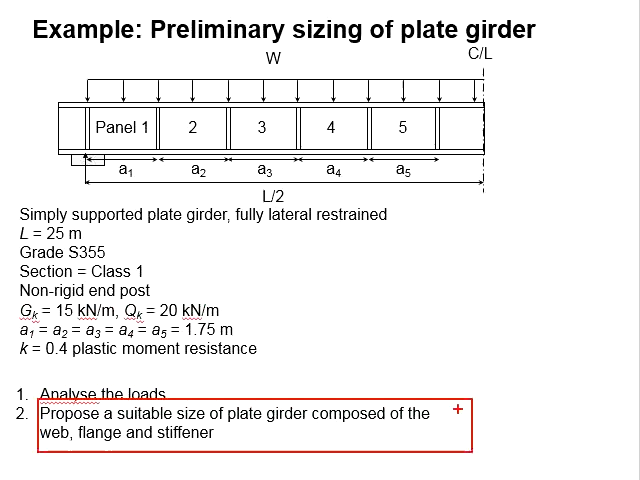 Example: Preliminary sizing of plate girder
W
C/L
Panel 1 2 3 4 5
a1 a2 a3 a4 a5
L/2
Simply supported plate girder, fully lateral restrained
L = 25 m
Grade S355
Section = Class 1
Non-rigid end post
Gk = 15 kN/m, Qk = 20 kN/m
a1 = a2 = a3 = a4 = a5 = 1.75 m
k = 0.4 plastic moment resistance
1. Analyse the loads
2. Propose a suitable size of plate girder composed of the
web, flange and stiffener